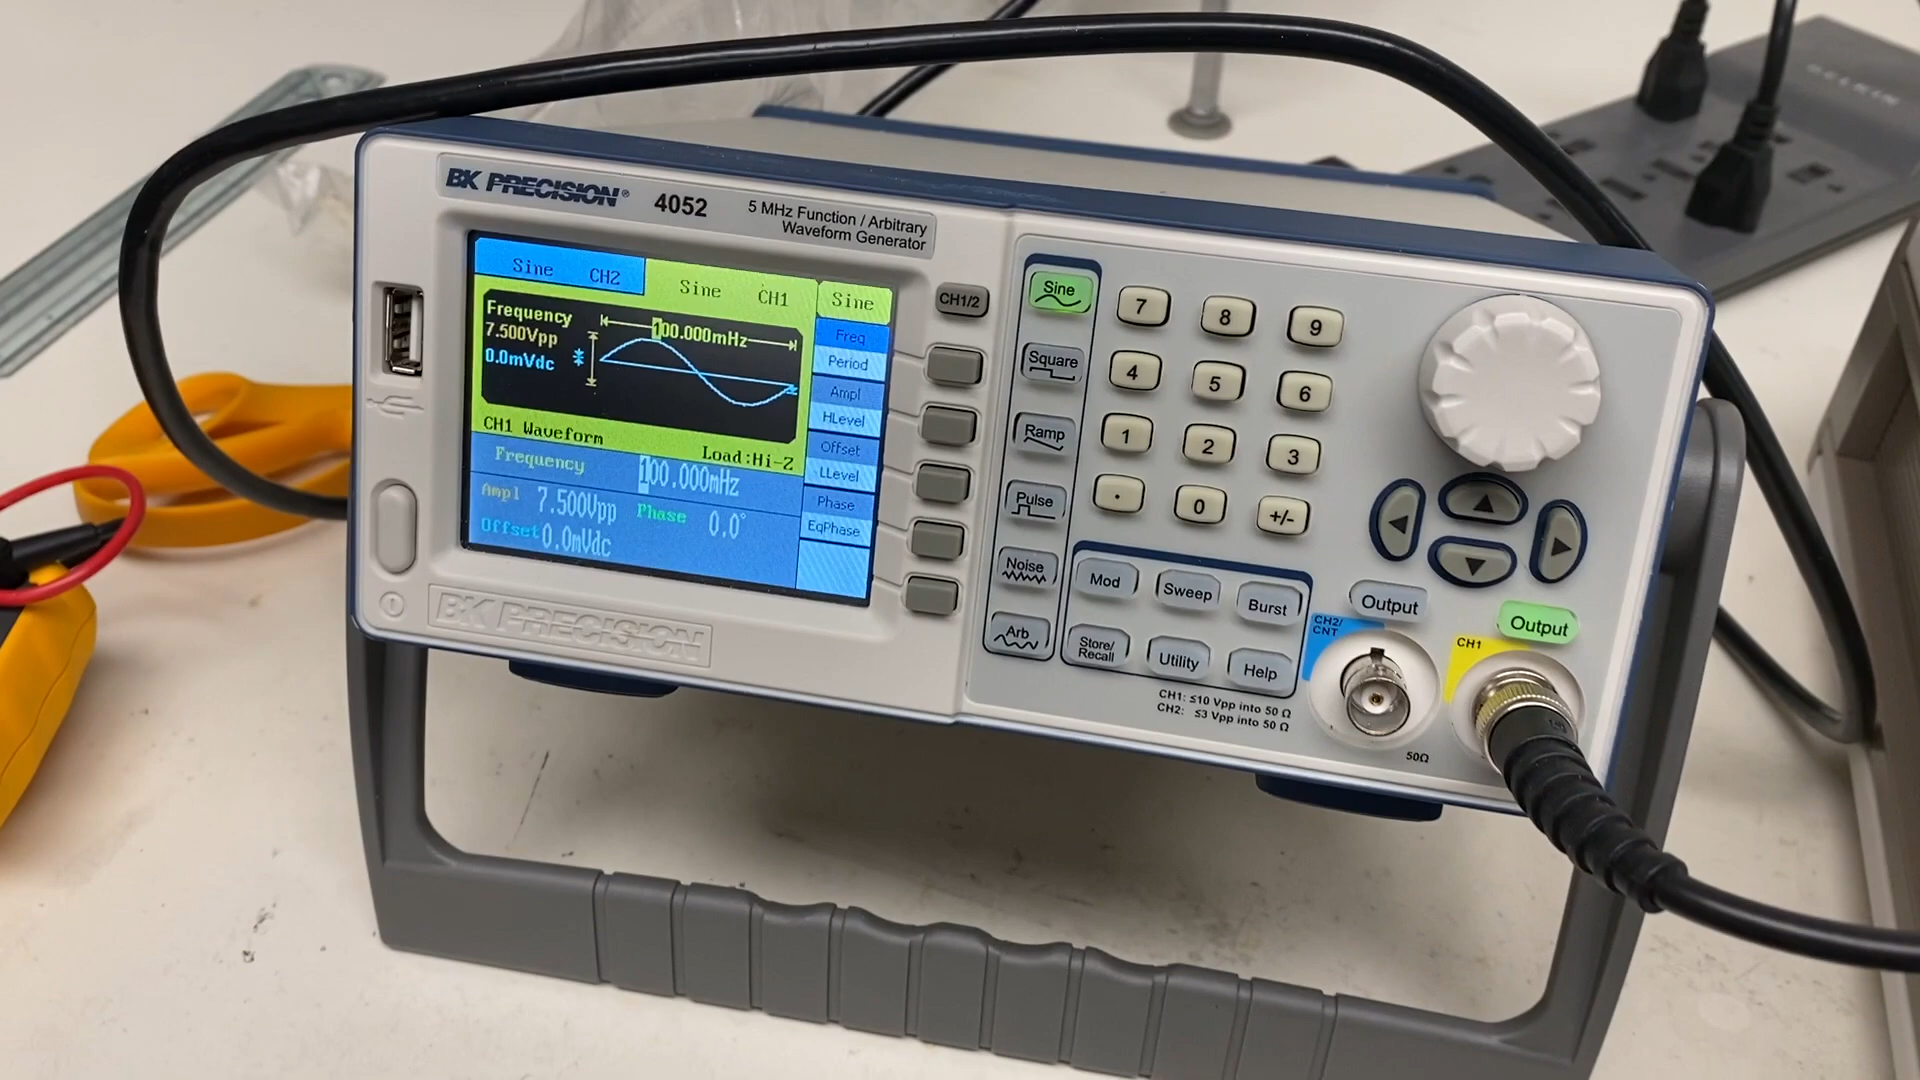 BELKIN
BK PRECISION® 4052 5 MHz Function / Arbitrary
Waveform Generator
Sine CH2 Sine CH1 Sine
Frequency
7.500Vpp
0.0mVdc
100.000mHz
CH1 Waveform
Load:Hi-Z
Frequency 100.000mHz
Ampl 7.500Vpp Phase 0.0°
Offset 0.0mVdc
Freq
Period
Ampl
HLevel
Offset
LLevel
Phase
EqPhase
BK PRECISION
CH1/2
Sine
Square
Ramp
Pulse
Noise
Arb
7 8 9
4 5 6
1 2 3
. 0 +/-
Mod Sweep Burst
Store/
Recall
Utility Help
CH1: ≤10 Vpp into 50 Ω
CH2: ≤3 Vpp into 50 Ω
Output Output
CH2/
CNT
CH1
50Ω